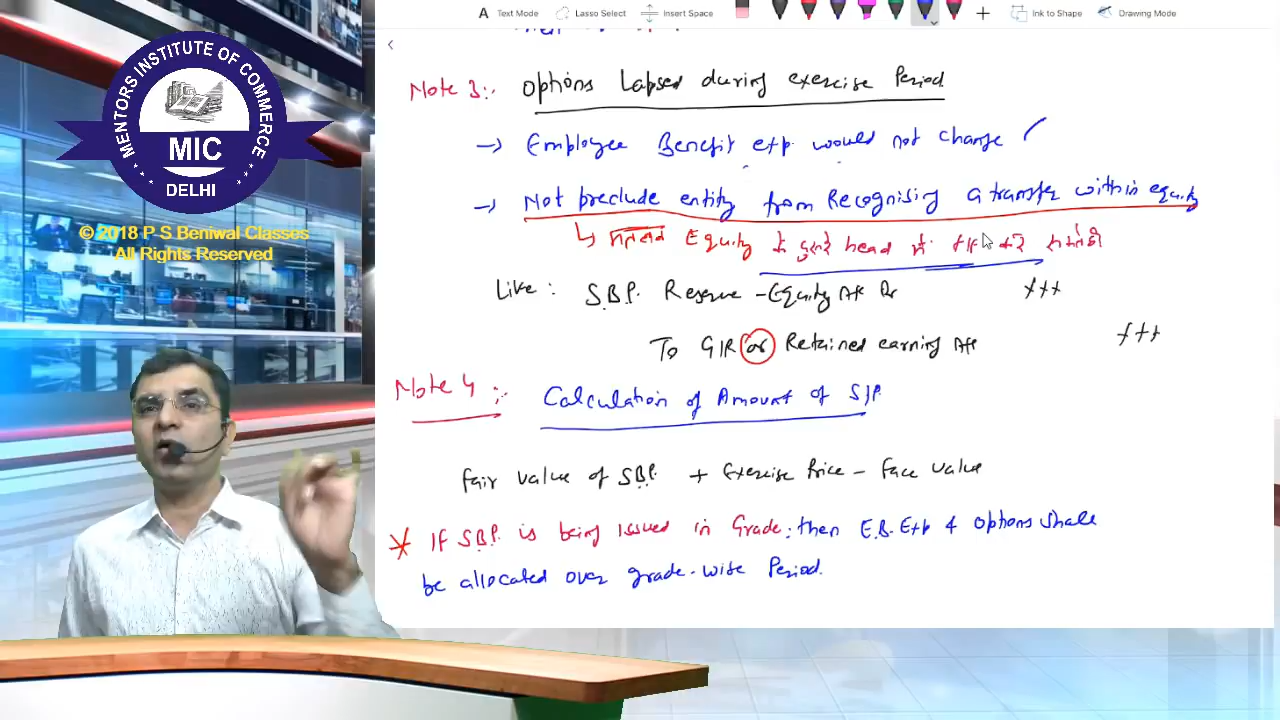 A Text Mode Lasso Select Insert Space + Ink to Shape Drawing Mode
MENTORS INSTITUTE OF COMMERCE
MIC
DELHI
© 2018 P S Beniwal Classes
All Rights Reserved
Note 3:- Options Lapsed during exercise Period
→ Employee Benefit exp. would not change
→ Not preclude entity from Recognising a transfer within equity
Equity head
Like: SBP. Reserve - Equity A/c Dr +++
To G/R (or) Retained earning A/c +++
Note 4:- Calculation of Amount of S/P
Fair value of SBP. + Exercise Price - Face value
* If SBP. is being issued in Grade; then E.B. Exp & Options Shall
be allocated over grade-wise Period.